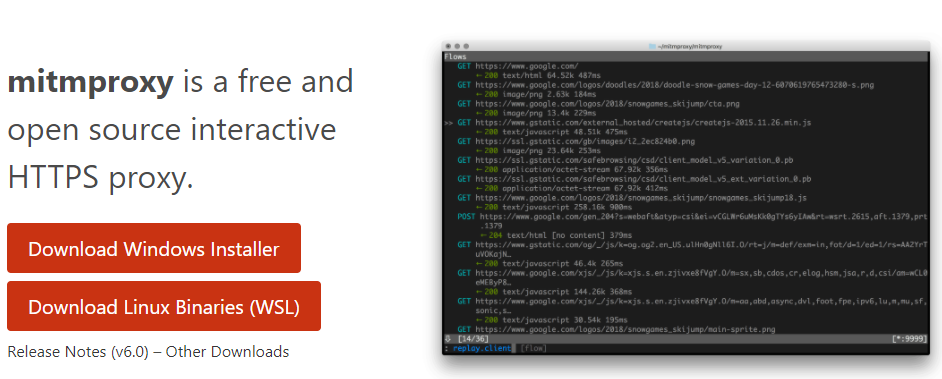 mitmproxy is a free and
open source interactive
HTTPS proxy.
Download Windows Installer
Download Linux Binaries (WSL)
Release Notes (v6.0) – Other Downloads
~/mitmproxy/mitmproxy
Flows
GET https://www.google.com/
← 200 text/html 64.52k 487ms
GET https://www.google.com/logos/doodles/2018/doodle-snow-games-day-12-6070619765473280-s.png
← 200 image/png 2.63k 184ms
GET https://www.google.com/logos/2018/snowgames_skijump/cta.png
← 200 image/png 13.4k 229ms
>> GET https://www.gstatic.com/external_hosted/createjs/createjs-2015.11.26.min.js
← 200 text/javascript 48.51k 475ms
GET https://ssl.gstatic.com/gb/images/i2_2ec824b0.png
← 200 image/png 23.64k 253ms
GET https://ssl.gstatic.com/safebrowsing/csd/client_model_v5_variation_0.pb
← 200 application/octet-stream 67.92k 356ms
GET https://ssl.gstatic.com/safebrowsing/csd/client_model_v5_ext_variation_0.pb
← 200 application/octet-stream 67.92k 412ms
GET https://www.google.com/logos/2018/snowgames_skijump/snowgames_skijump18.js
← 200 text/javascript 258.16k 900ms
POST https://www.google.com/gen_204?s=webaft&atyp=csi&ei=vCGLWr6uMsKk0gTYs6yIAw&rt=wsrt.2615,aft.1379,prt
.1379
← 204 text/html [no content] 379ms
GET https://www.gstatic.com/og/_/js/k=og.og2.en_US.ulHn0gNll6I.O/rt=j/m=def/exm=in,fot/d=1/ed=1/rs=AA2YrT
uVOKajN…
← 200 text/javascript 46.4k 265ms
GET https://www.google.com/xjs/_/js/k=xjs.s.en.zjivxe8fVgY.O/m=sx,sb,cdos,cr,elog,hsm,jsa,r,d,csi/am=wCL0
eME8yP8…
← 200 text/javascript 144.26k 368ms
GET https://www.google.com/xjs/_/js/k=xjs.s.en.zjivxe8fVgY.O/m=aa,abd,async,dvl,foot,fpe,ipv6,lu,m,mu,sf,
sonic,s…
← 200 text/javascript 30.54k 195ms
GET https://www.google.com/logos/2018/snowgames_skijump/main-sprite.png
[14/36] [*:9999]
: replay.client [flow]